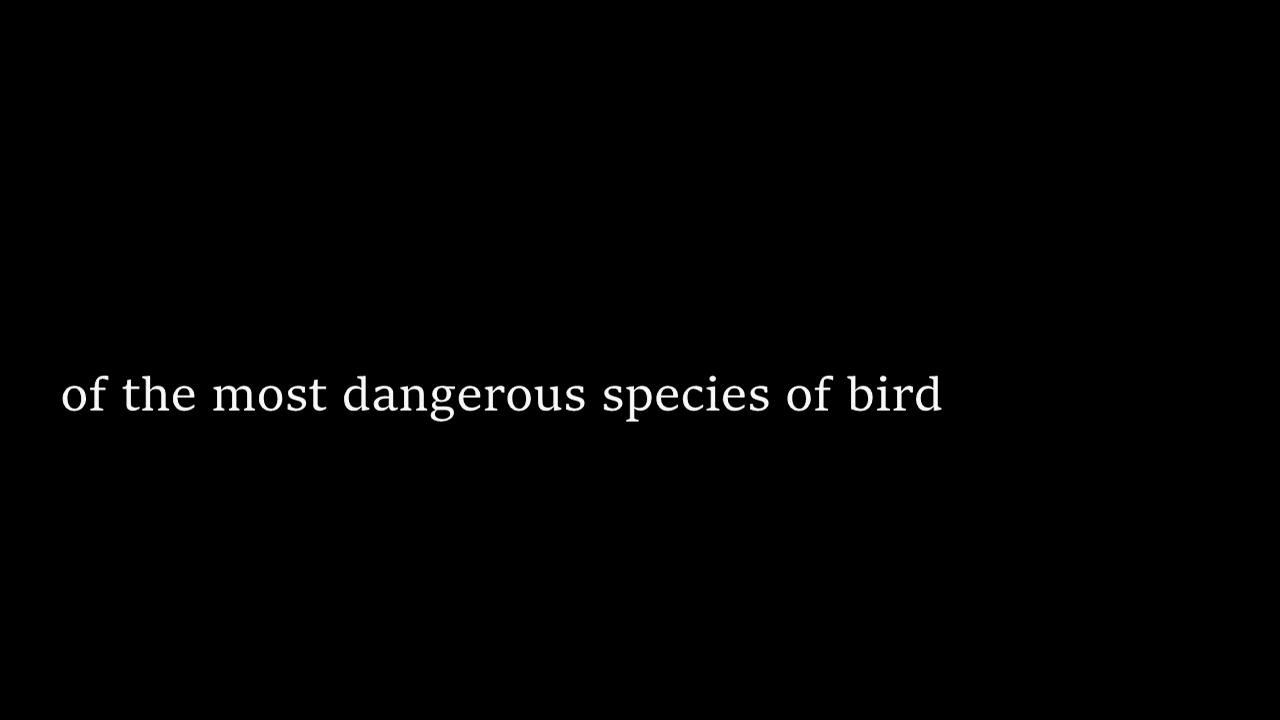 of the most dangerous species of bird